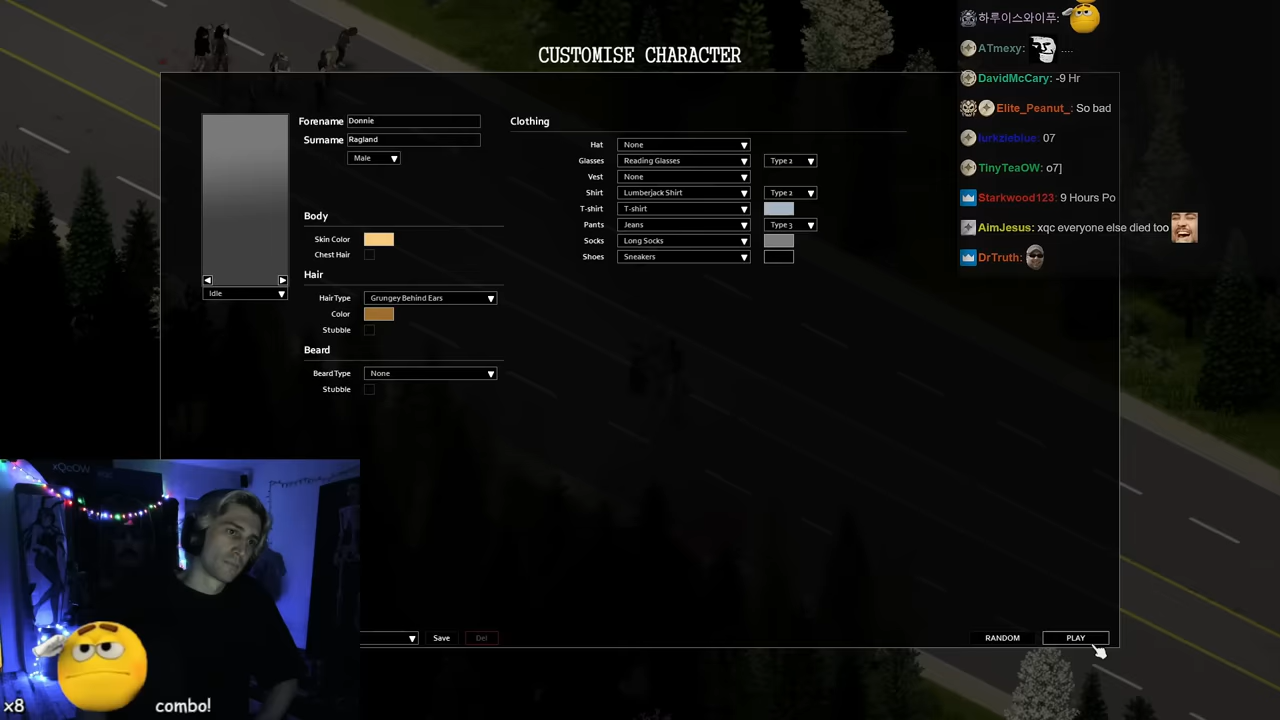 하루이스와이푸:
ATmexy: ....
CUSTOMISE CHARACTER
DavidMcCary: -9 Hr
Elite_Peanut_: So bad
lurkzieblue: 07
TinyTeaOW: o7]
Starkwood123: 9 Hours Po
AimJesus: xqc everyone else died too
DrTruth:
Forename Donnie
Surname Ragland
Male
Idle
Body
Skin Color
Chest Hair
Hair
Hair Type Grungey Behind Ears
Color
Stubble
Beard
Beard Type None
Stubble
Clothing
Hat None
Glasses Reading Glasses Type 2
Vest None
Shirt Lumberjack Shirt Type 2
T-shirt T-shirt
Pants Jeans Type 3
Socks Long Socks
Shoes Sneakers
xQcOW
Save Del RANDOM PLAY
x8 combo!